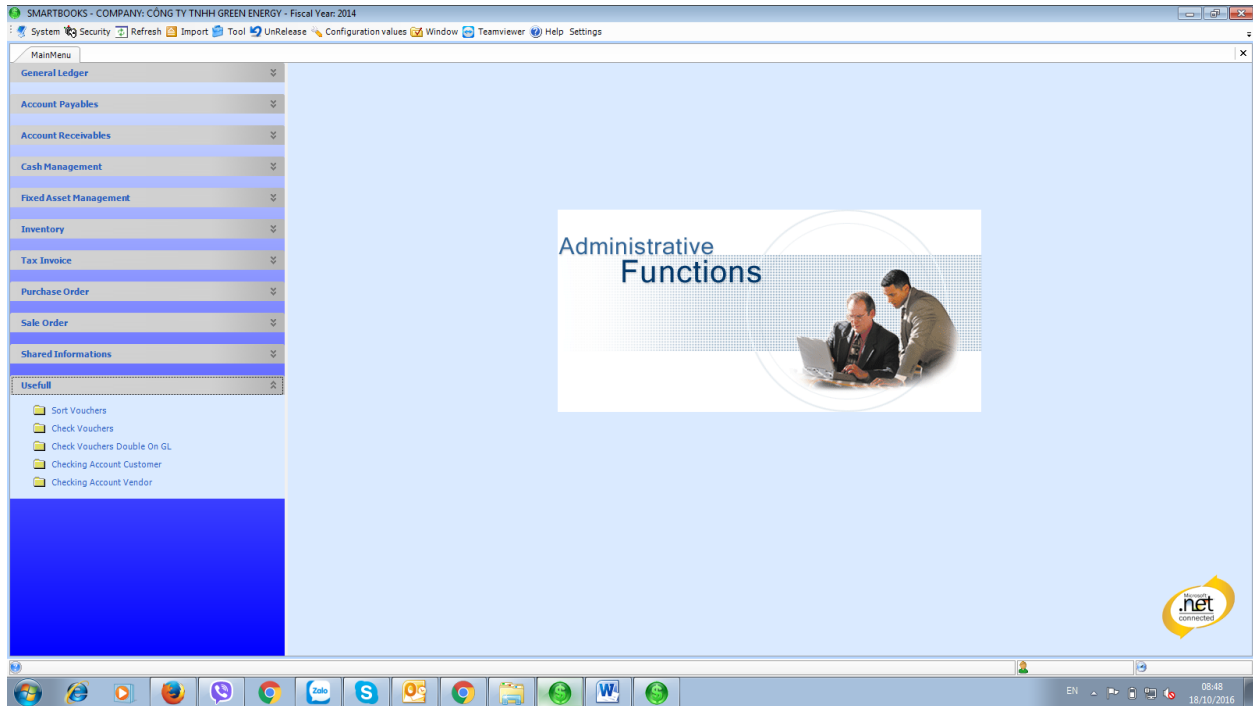 SMARTBOOKS - COMPANY: CÔNG TY TNHH GREEN ENERGY - Fiscal Year: 2014
System Security Refresh Import Tool UnRelease Configuration values Window Teamviewer Help Settings
MainMenu
General Ledger
Account Payables
Account Receivables
Cash Management
Fixed Asset Management
Inventory
Tax Invoice
Purchase Order
Sale Order
Shared Informations
Usefull
Sort Vouchers
Check Vouchers
Check Vouchers Double On GL
Checking Account Customer
Checking Account Vendor
Administrative
Functions
Microsoft
.net
connected
Zalo
EN
08:48
18/10/2016